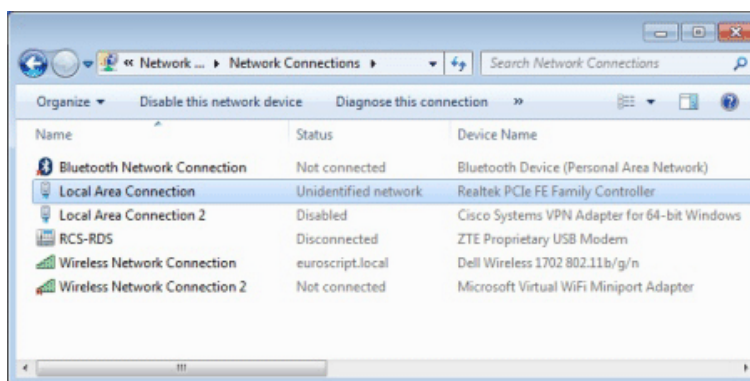 « Network ... ▸ Network Connections ▸ Search Network Connections
Organize ▾ Disable this network device Diagnose this connection »
Name Status Device Name
Bluetooth Network Connection Not connected Bluetooth Device (Personal Area Network)
Local Area Connection Unidentified network Realtek PCIe FE Family Controller
Local Area Connection 2 Disabled Cisco Systems VPN Adapter for 64-bit Windows
RCS-RDS Disconnected ZTE Proprietary USB Modem
Wireless Network Connection euroscript.local Dell Wireless 1702 802.11b/g/n
Wireless Network Connection 2 Not connected Microsoft Virtual WiFi Miniport Adapter